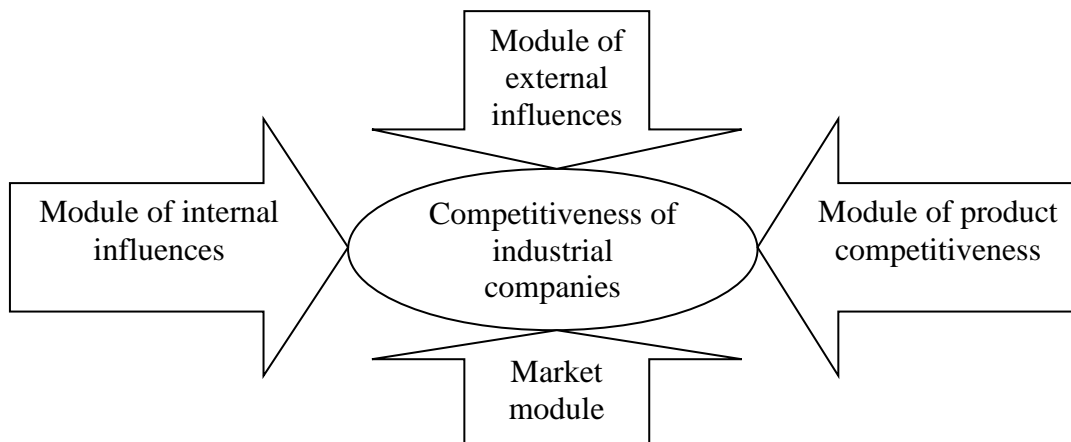 Module of
external
influences
Module of internal
influences
Competitiveness of
industrial
companies
Module of product
competitiveness
Market
module